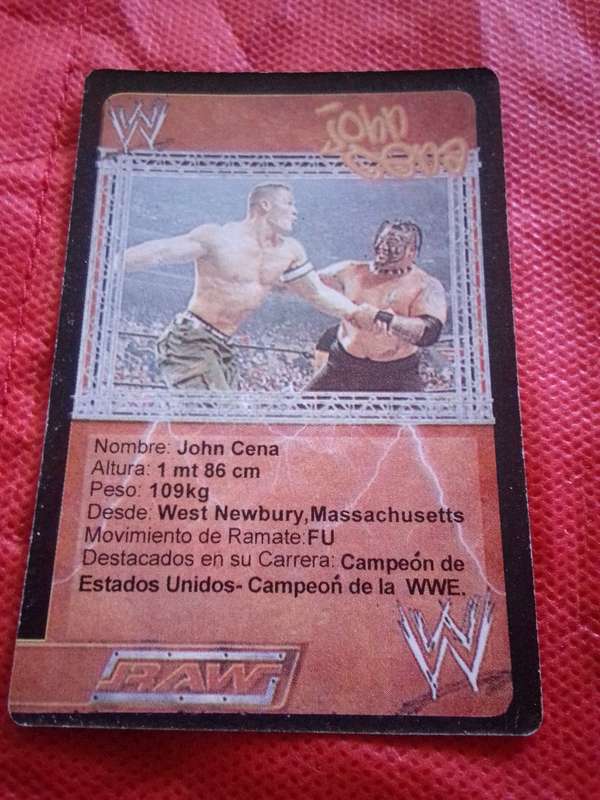 W
John
Cena
Nombre: John Cena
Altura: 1 mt 86 cm
Peso: 109kg
Desde: West Newbury,Massachusetts
Movimiento de Ramate:FU
Destacados en su Carrera: Campeón de
Estados Unidos- Campeoń de la WWE.
W
RAW